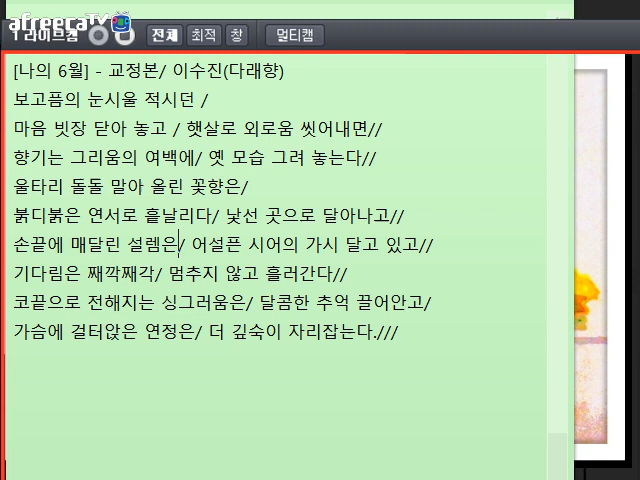 afreecaTV
1 라이브캠
전체 최적 창 멀티캠
[나의 6월] - 교정본/ 이수진(다래향)
보고픔의 눈시울 적시던 /
마음 빗장 닫아 놓고 / 햇살로 외로움 씻어내면//
향기는 그리움의 여백에/ 옛 모습 그려 놓는다//
울타리 돌돌 말아 올린 꽃향은/
붉디붉은 연서로 흩날리다/ 낯선 곳으로 달아나고//
손끝에 매달린 설렘은/ 어설픈 시어의 가시 달고 있고//
기다림은 째깍째각/ 멈추지 않고 흘러간다//
코끝으로 전해지는 싱그러움은/ 달콤한 추억 끌어안고/
가슴에 걸터앉은 연정은/ 더 깊숙이 자리잡는다.///